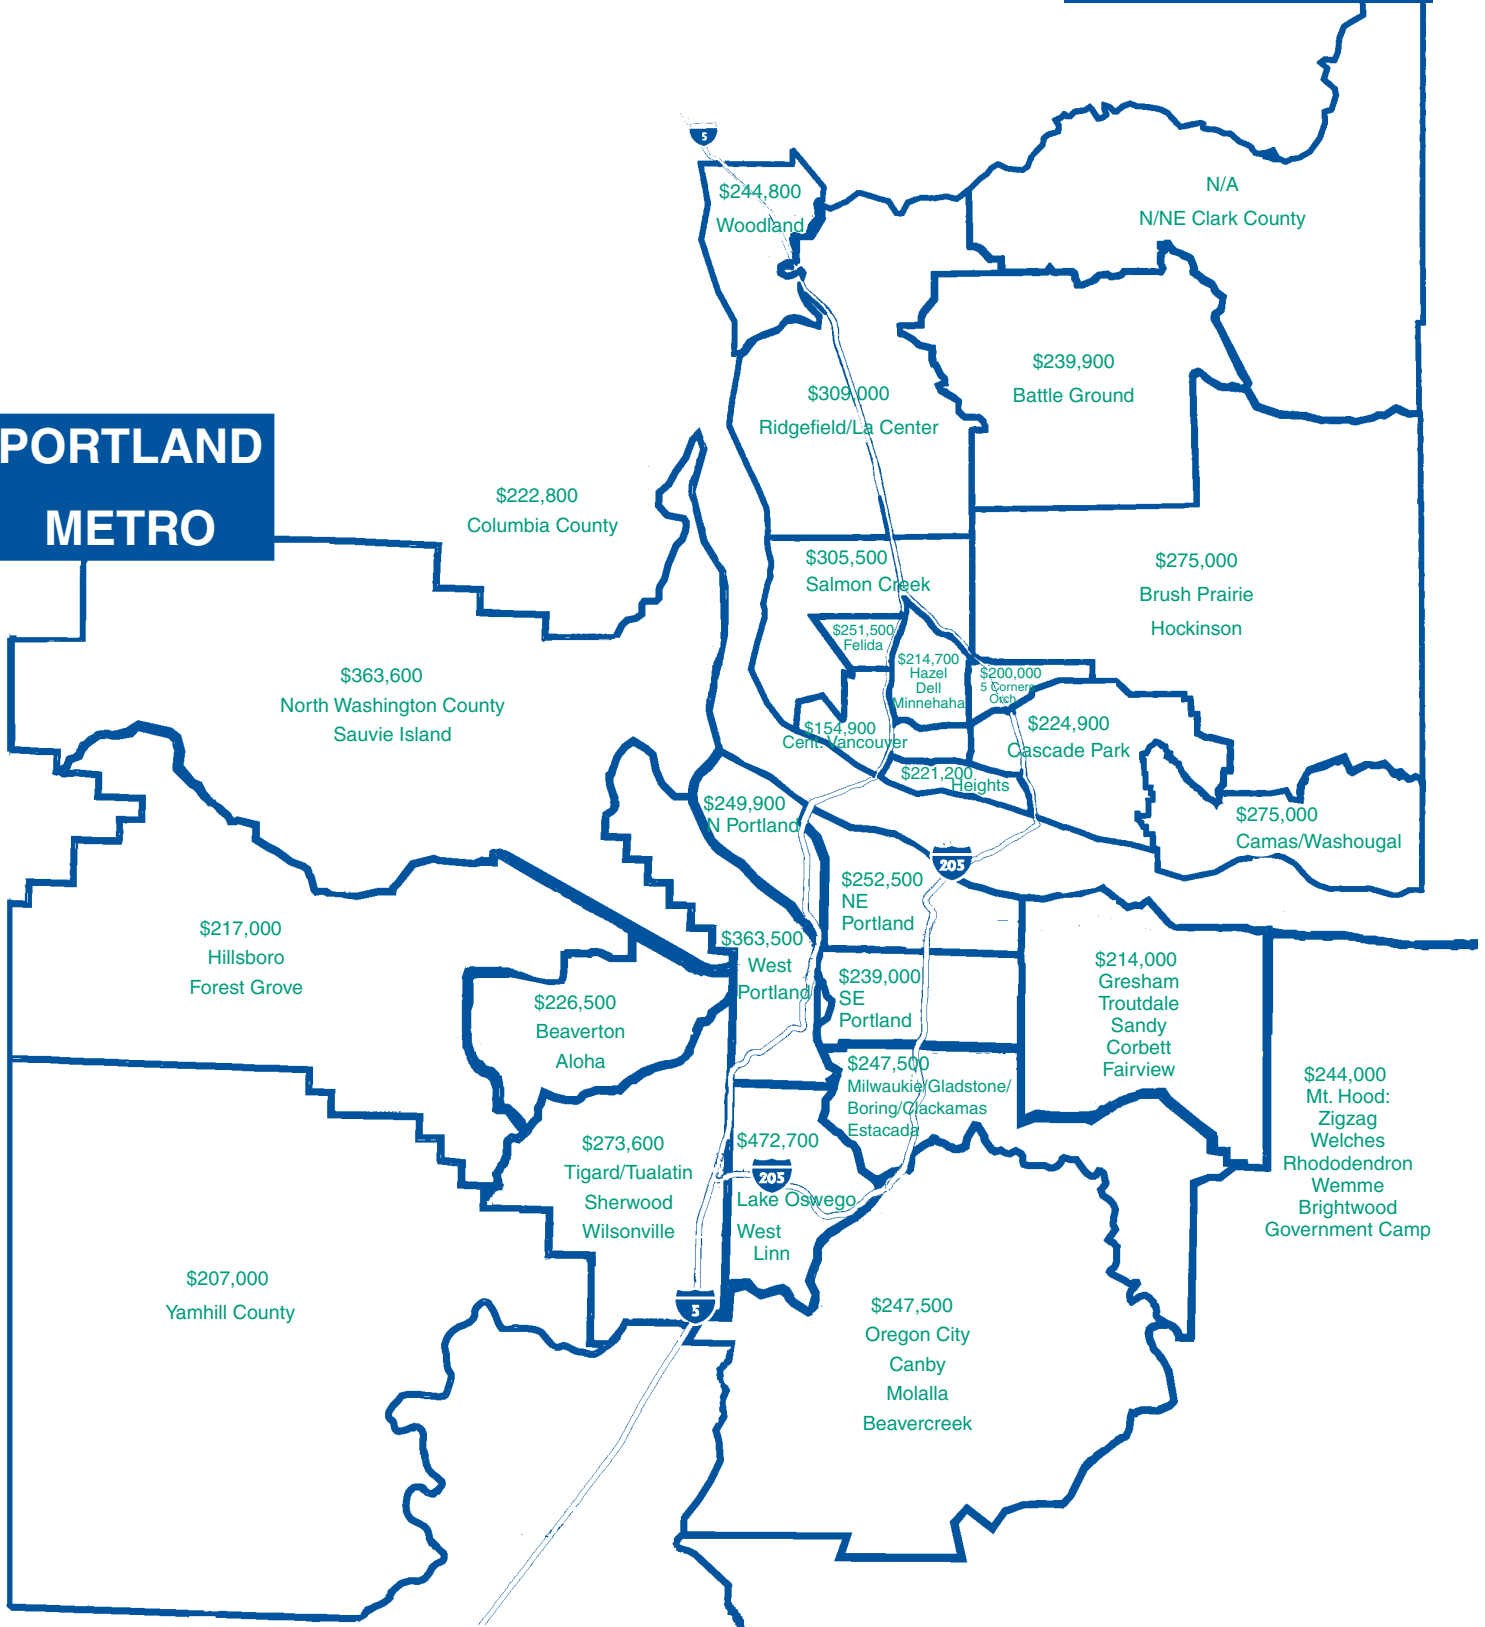 5
$244,800
Woodland
N/A
N/NE Clark County
$239,900
Battle Ground
$309,000
Ridgefield/La Center
PORTLAND
METRO
$222,800
Columbia County
$305,500
Salmon Creek
$275,000
Brush Prairie
Hockinson
$251,500
Felida
$214,700
Hazel
Dell
Minnehaha
$200,000
5 Corners
Orch
$363,600
North Washington County
Sauvie Island
$154,900
Cent. Vancouver
$224,900
Cascade Park
$221,200
Heights
$249,900
N Portland
$275,000
Camas/Washougal
205
$252,500
NE
Portland
$217,000
Hillsboro
Forest Grove
$363,500
West
Portland
$239,000
SE
Portland
$214,000
Gresham
Troutdale
Sandy
Corbett
Fairview
$226,500
Beaverton
Aloha
$247,500
Milwaukie/Gladstone/
Boring/Clackamas
Estacada
$244,000
Mt. Hood:
Zigzag
Welches
Rhododendron
Wemme
Brightwood
Government Camp
$273,600
Tigard/Tualatin
Sherwood
Wilsonville
$472,700
205
Lake Oswego
West
Linn
$207,000
Yamhill County
5
$247,500
Oregon City
Canby
Molalla
Beavercreek